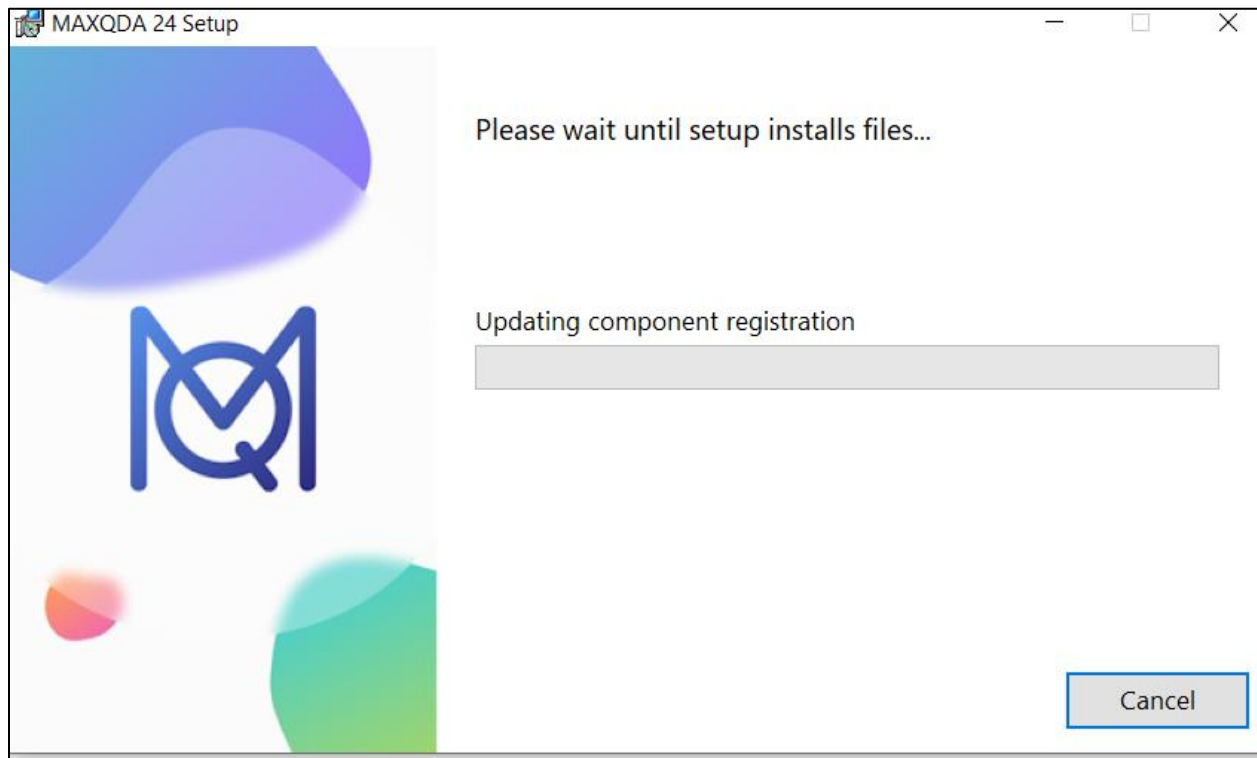 MAXQDA 24 Setup
Please wait until setup installs files...
Updating component registration
Cancel